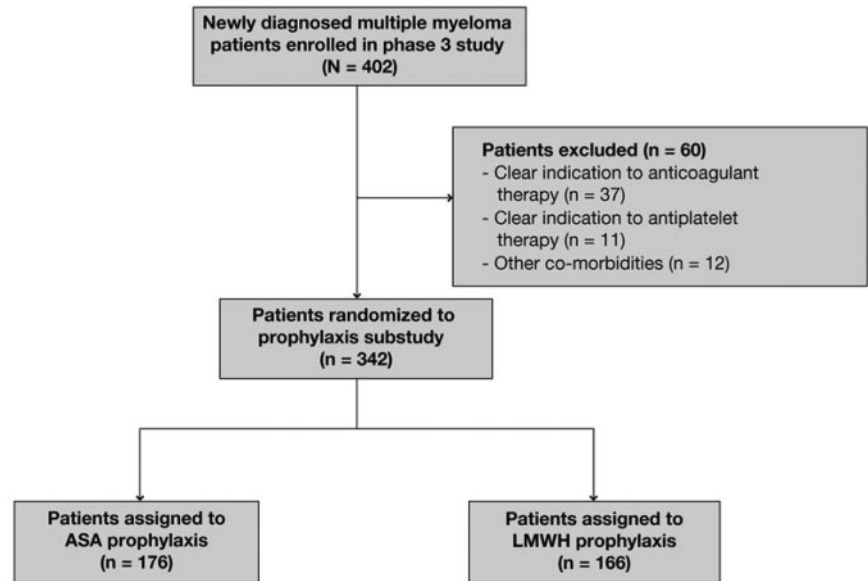 Newly diagnosed multiple myeloma
patients enrolled in phase 3 study
(N = 402)
Patients excluded (n = 60)
- Clear indication to anticoagulant
therapy (n = 37)
- Clear indication to antiplatelet
therapy (n = 11)
- Other co-morbidities (n = 12)
Patients randomized to
prophylaxis substudy
(n = 342)
Patients assigned to
ASA prophylaxis
(n = 176)
Patients assigned to
LMWH prophylaxis
(n = 166)